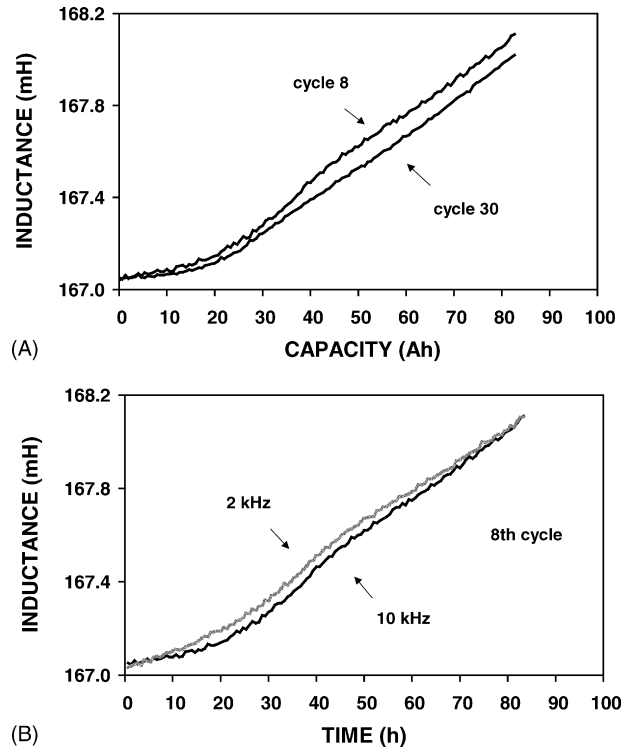 168.2
167.8
167.4
167.0
INDUCTANCE (mH)
cycle 8
cycle 30
0 10 20 30 40 50 60 70 80 90 100
CAPACITY (Ah)
(A)
168.2
167.8
167.4
167.0
INDUCTANCE (mH)
2 kHz
8th cycle
10 kHz
0 10 20 30 40 50 60 70 80 90 100
TIME (h)
(B)